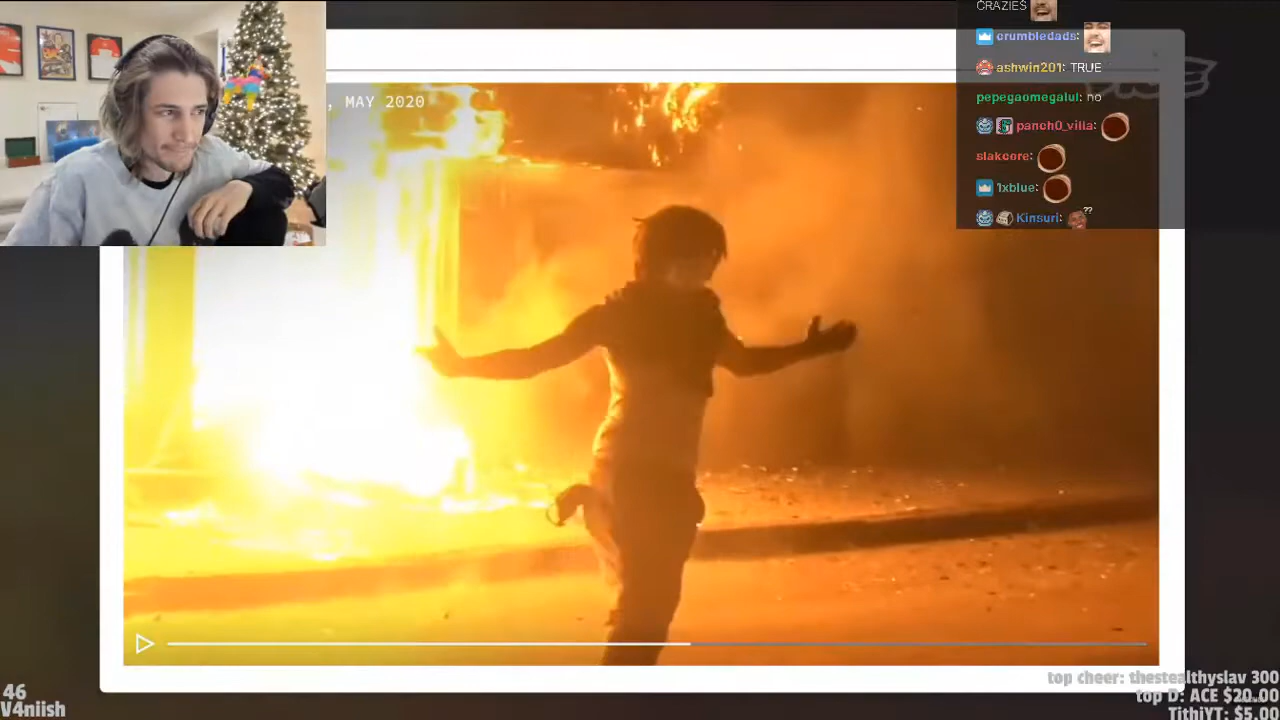 CRAZIES
crumbledads:
ashwin201: TRUE
pepegaomegalul: no
panch0_villa:
slakcore:
1xblue:
Kinsuri: ??
, MAY 2020
46
V4niish
top cheer: thestealthyslav 300
top D: ACE $20.00
TithiYT: $5.00